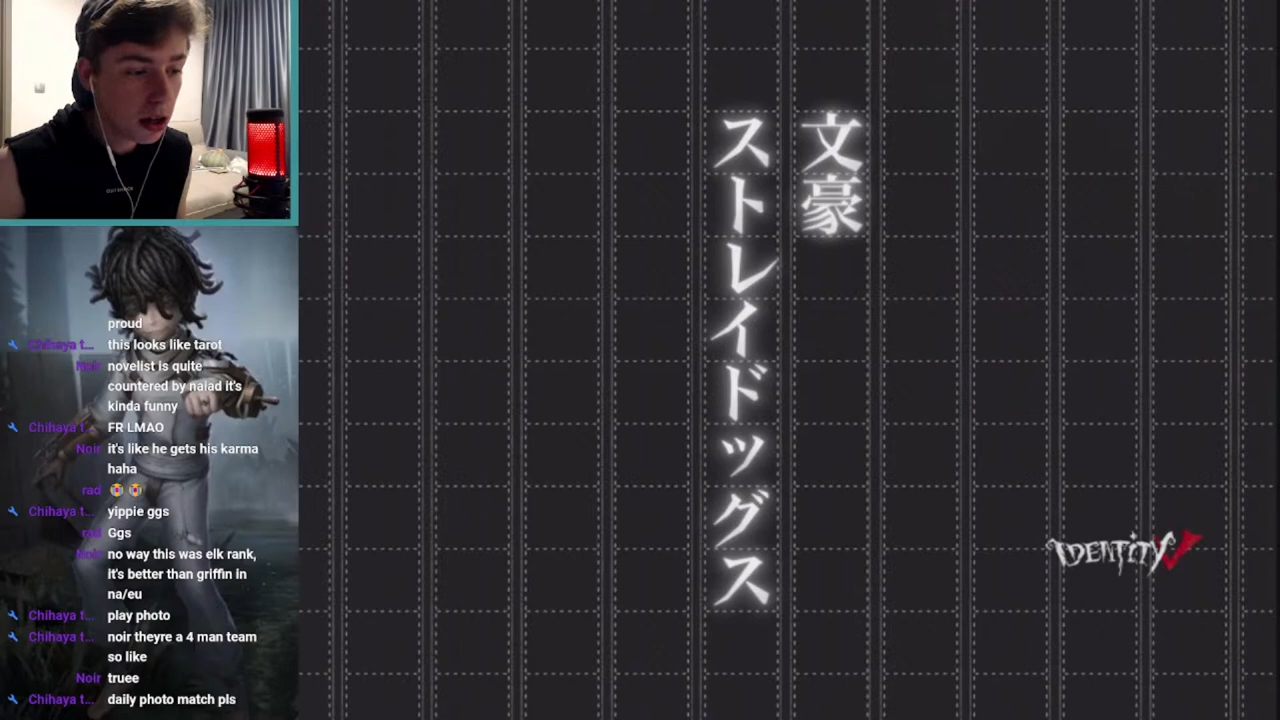 proud
Chihaya t... this looks like tarot
Noir novelist is quite
countered by naiad it's
kinda funny
Chihaya t... FR LMAO
Noir it's like he gets his karma
haha
rad 😭 😭
Chihaya t... yippie ggs
rad Ggs
Noir no way this was elk rank,
it's better than griffin in
na/eu
Chihaya t... play photo
Chihaya t... noir theyre a 4 man team
so like
Noir truee
Chihaya t... daily photo match pls
文豪
ストレイドッグス
IDENTITY V